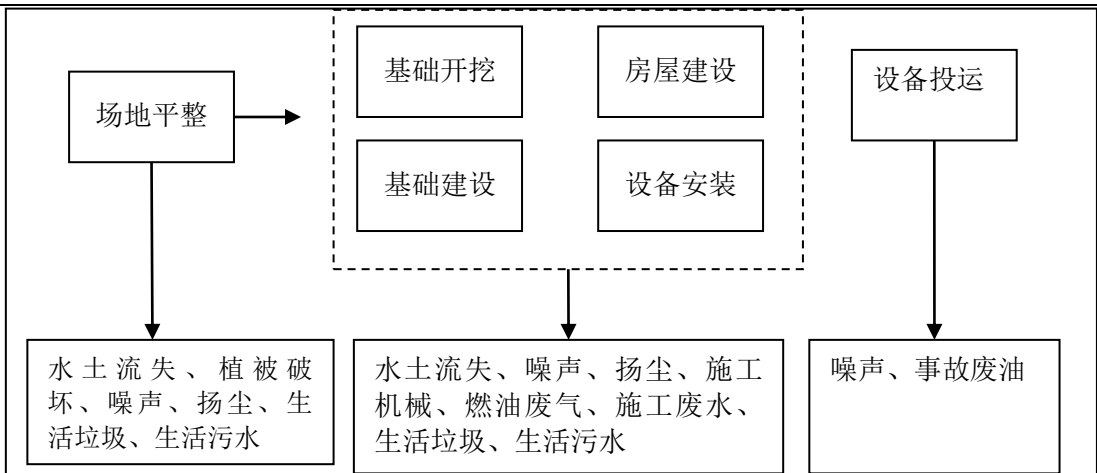 场地平整
基础开挖
房屋建设
基础建设
设备安装
设备投运
水土流失、植被破
坏、噪声、扬尘、生
活垃圾、生活污水
水土流失、噪声、扬尘、施工
机械、燃油废气、施工废水、
生活垃圾、生活污水
噪声、事故废油